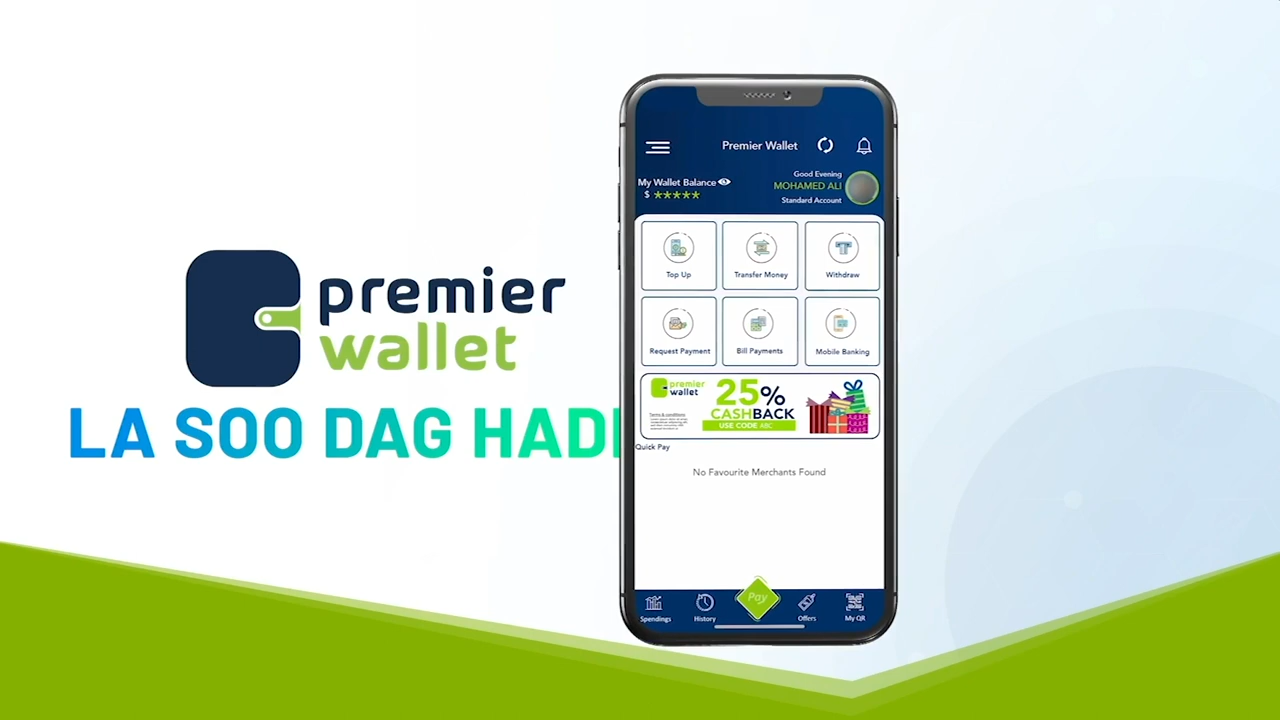 premier
wallet
LA SOO DAG HADI
Premier Wallet
Good Evening
My Wallet Balance
MOHAMED ALI
$ *****
Standard Account
Top Up
Transfer Money
Withdraw
Request Payment
Bill Payments
Mobile Banking
premier
wallet
25%
CASHBACK
Terms & conditions
USE CODE ABC
Quick Pay
No Favourite Merchants Found
Pay
Spendings
History
Offers
My QR